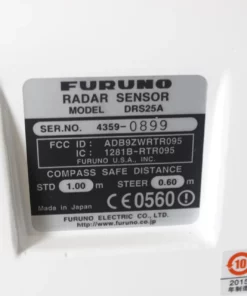 FURUNO
RADAR SENSOR
MODEL DRS25A
SER.NO. 4359-0899
FCC ID : ADB9ZWRTR095
IC : 1281B-RTR095
FURUNO U.S.A., INC.
COMPASS SAFE DISTANCE
STD 1.00 m STEER 0.60 m
Made in Japan CE0560
FURUNO ELECTRIC CO., LTD.
http://www.furuno.co.jp
10